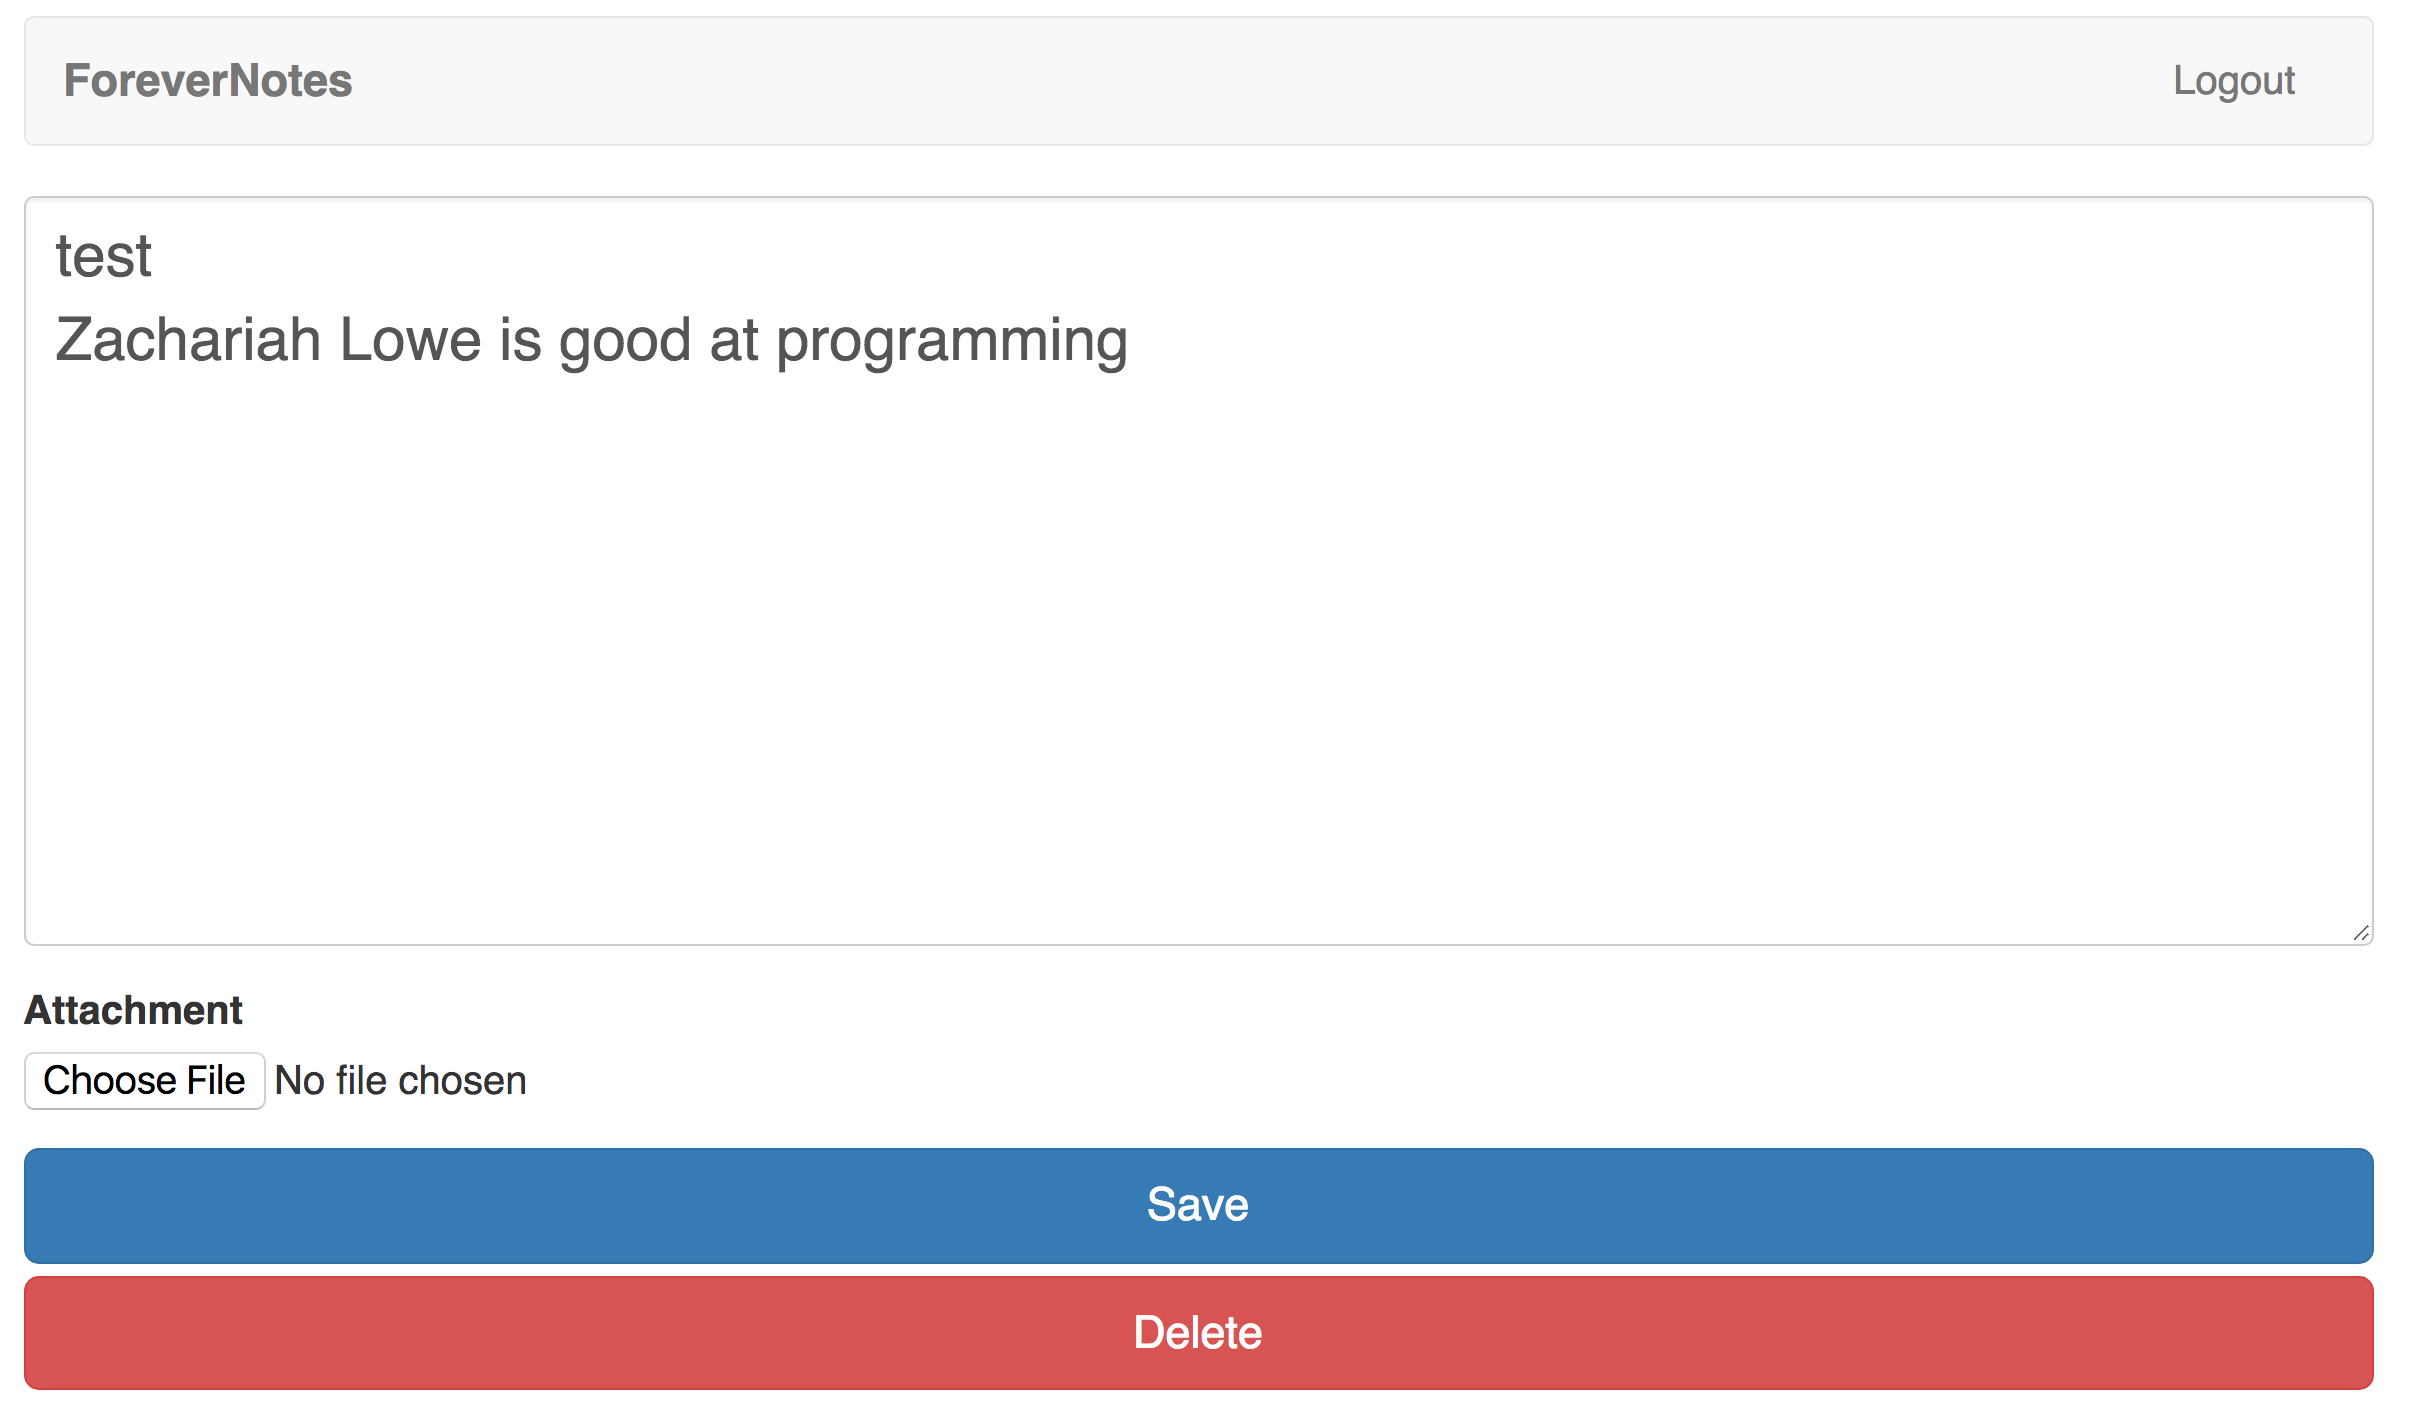 ForeverNotes Logout
test
Zachariah Lowe is good at programming
Attachment
Choose File No file chosen
Save
Delete